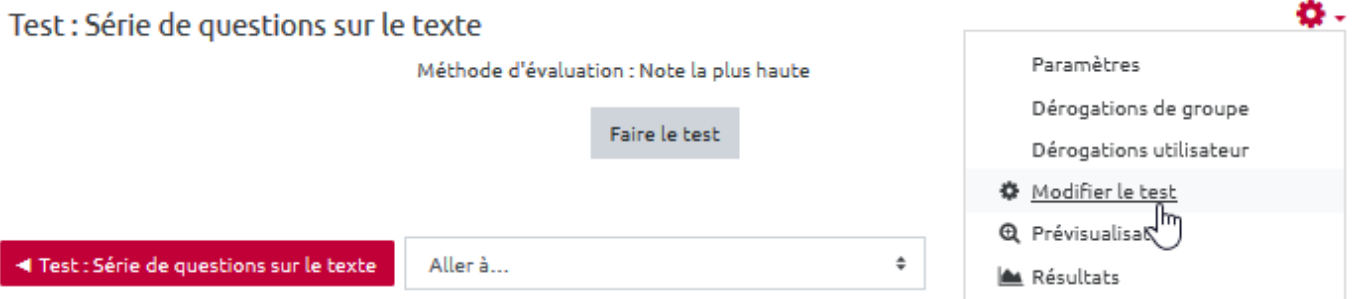 Test : Série de questions sur le texte
Méthode d'évaluation : Note la plus haute
Faire le test
Paramètres
Dérogations de groupe
Dérogations utilisateur
Modifier le test
Prévisualisat
Résultats
◄ Test : Série de questions sur le texte
Aller à...